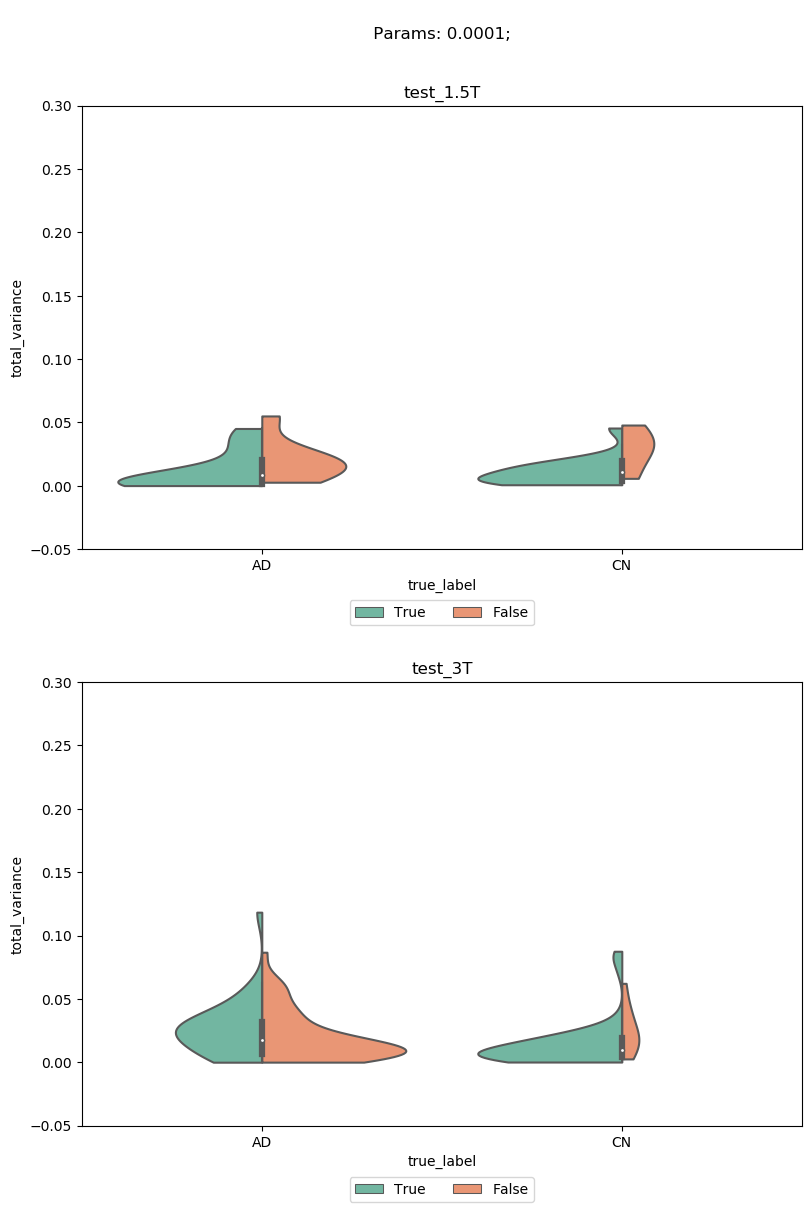 Params: 0.0001;
test_1.5T
0.30
0.25
0.20
0.15
0.10
0.05
0.00
−0.05
total_variance
AD CN
true_label
True False
test_3T
0.30
0.25
0.20
0.15
0.10
0.05
0.00
−0.05
total_variance
AD CN
true_label
True False